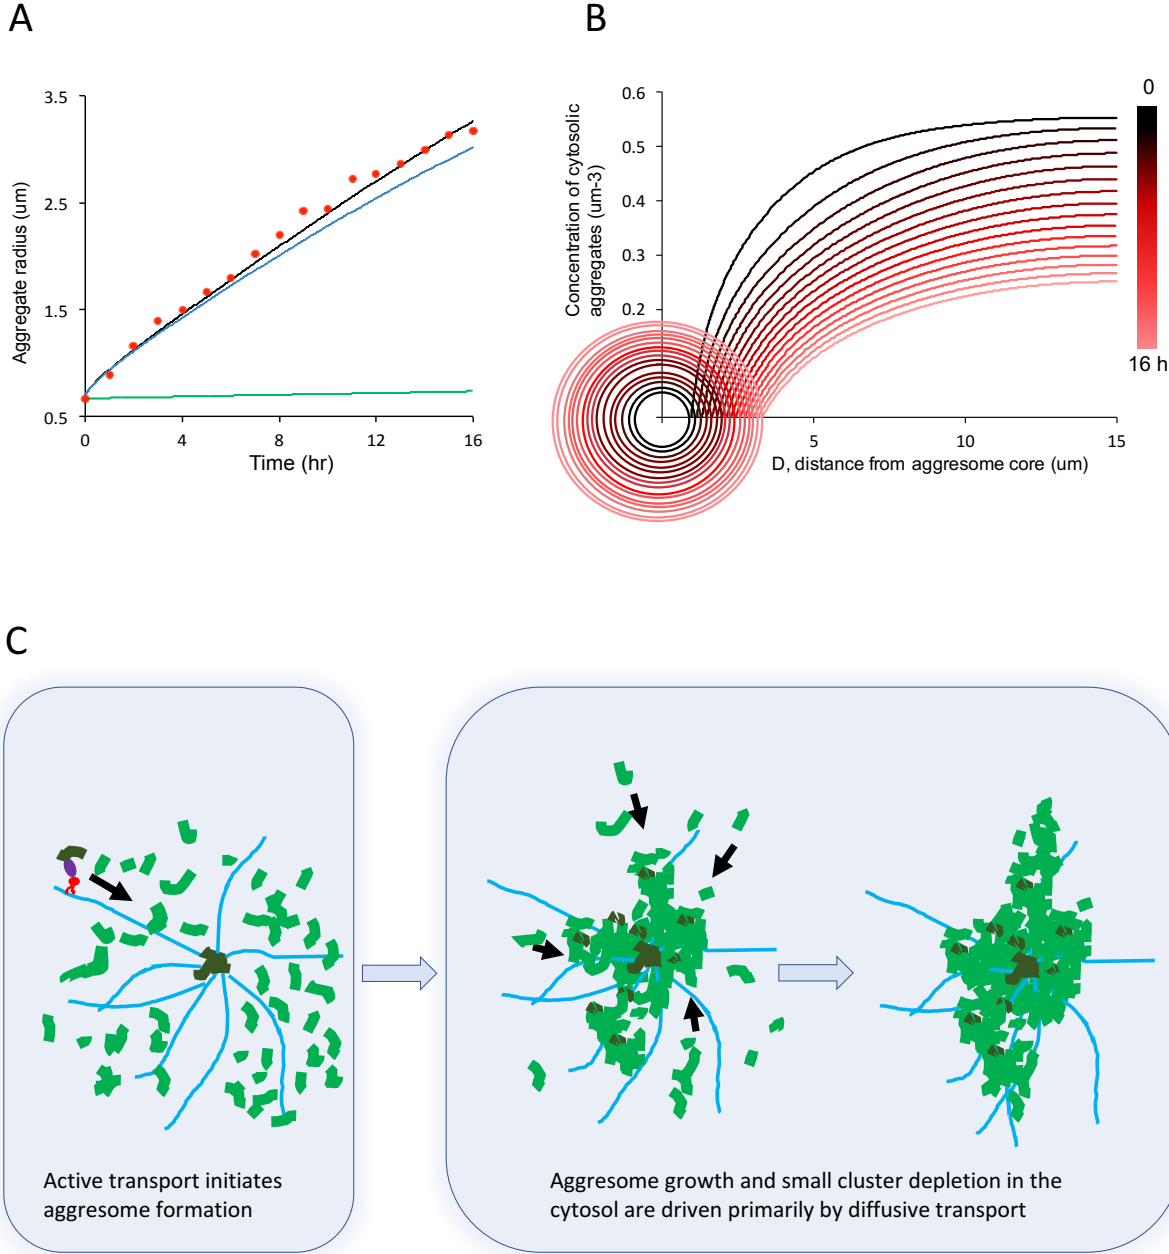 A
B
3.5
2.5
1.5
0.5
0
4
8
12
16
Aggregate radius (um)
Time (hr)
0.6
0.5
0.4
0.3
0.2
5
10
15
Concentration of cytosolic
aggregates (um-3)
D, distance from aggresome core (um)
0
16 h
C
Active transport initiates
aggresome formation
Aggresome growth and small cluster depletion in the
cytosol are driven primarily by diffusive transport